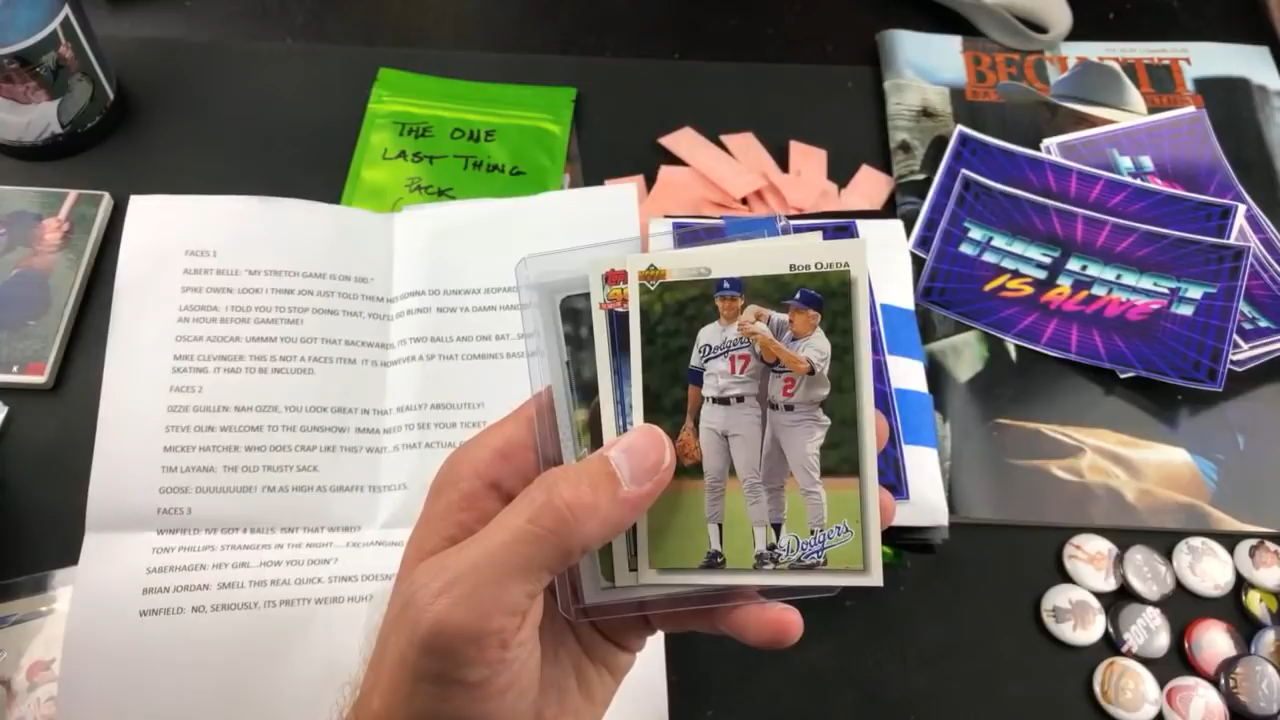 THE ONE
LAST THING
PACK
BECKETT
THE PAST
IS ALIVE
FACES 1
ALBERT BELLE: "MY STRETCH GAME IS ON 100."
SPIKE OWEN: LOOK! I THINK JON JUST TOLD THEM HE'S GONNA DO JUNKWAX JEOPARD
LASORDA: I TOLD YOU TO STOP DOING THAT, YOU'LL GO BLIND! NOW YA DAMN HAND
AN HOUR BEFORE GAMETIME!
OSCAR AZOCAR: UMMM YOU GOT THAT BACKWARDS, ITS TWO BALLS AND ONE BAT...
MIKE CLEVINGER: THIS IS NOT A FACES ITEM. IT IS HOWEVER A SP THAT COMBINES BASE
SKATING. IT HAD TO BE INCLUDED.
FACES 2
OZZIE GUILLEN: NAH OZZIE, YOU LOOK GREAT IN THAT. REALLY? ABSOLUTELY!
STEVE OLIN: WELCOME TO THE GUNSHOW! IMMA NEED TO SEE YOUR TICKET
MICKEY HATCHER: WHO DOES CRAP LIKE THIS? WAIT..IS THAT ACTUAL
TIM LAYANA: THE OLD TRUSTY SACK.
GOOSE: DUUUUUUDE! I'M AS HIGH AS GIRAFFE TESTICLES.
FACES 3
WINFIELD: IVE GOT 4 BALLS. ISNT THAT WEIRD?
TONY PHILLIPS: STRANGERS IN THE NIGHT.....EXCHANGING
SABERHAGEN: HEY GIRL...HOW YOU DOIN'?
BRIAN JORDAN: SMELL THIS REAL QUICK. STINKS DOESN'
WINFIELD: NO, SERIOUSLY, ITS PRETTY WEIRD HUH?
BOB OJEDA
Dodgers
17
2
Dodgers
K